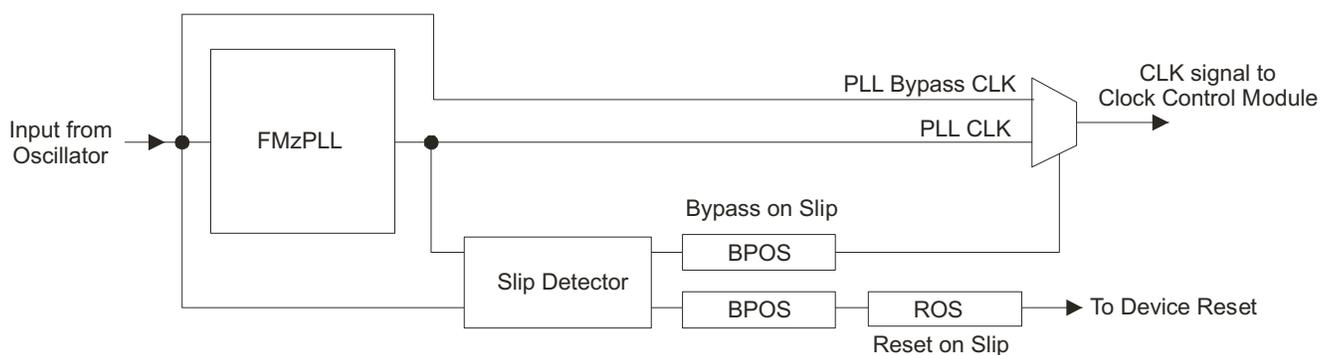 PLL Bypass CLK
CLK signal to
Clock Control Module
Input from
Oscillator
FMzPLL
PLL CLK
Bypass on Slip
BPOS
Slip Detector
BPOS
ROS
To Device Reset
Reset on Slip